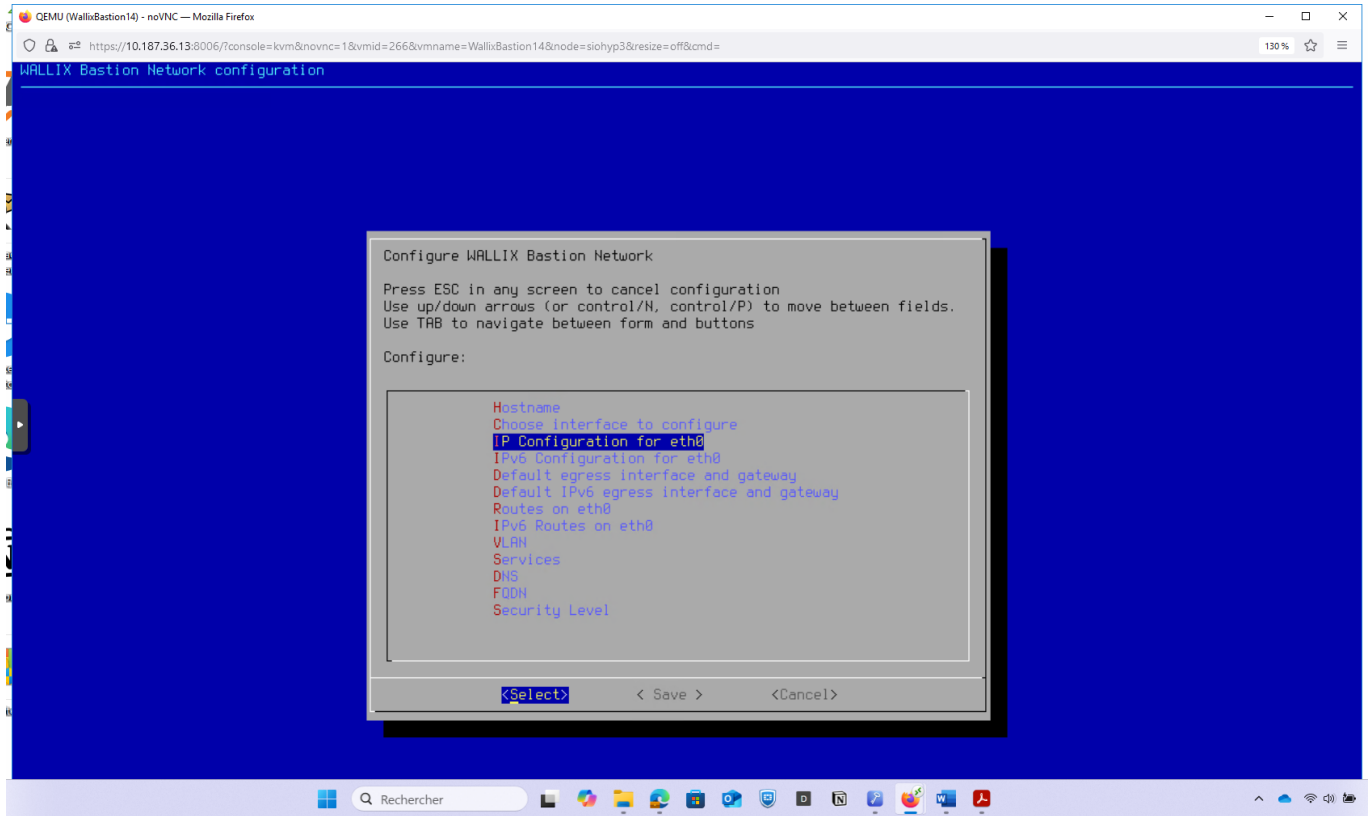 QEMU (WallixBastion14) - noVNC — Mozilla Firefox
https://10.187.36.13:8006/?console=kvm&novnc=1&vmid=266&vmname=WallixBastion14&node=siohyp3&resize=off&cmd=
130 %
WALLIX Bastion Network configuration
Configure WALLIX Bastion Network
Press ESC in any screen to cancel configuration
Use up/down arrows (or control/N, control/P) to move between fields.
Use TAB to navigate between form and buttons
Configure:
Hostname
Choose interface to configure
IP Configuration for eth0
IPv6 Configuration for eth0
Default egress interface and gateway
Default IPv6 egress interface and gateway
Routes on eth0
IPv6 Routes on eth0
VLAN
Services
DNS
FQDN
Security Level
<Select> < Save > <Cancel>
Rechercher